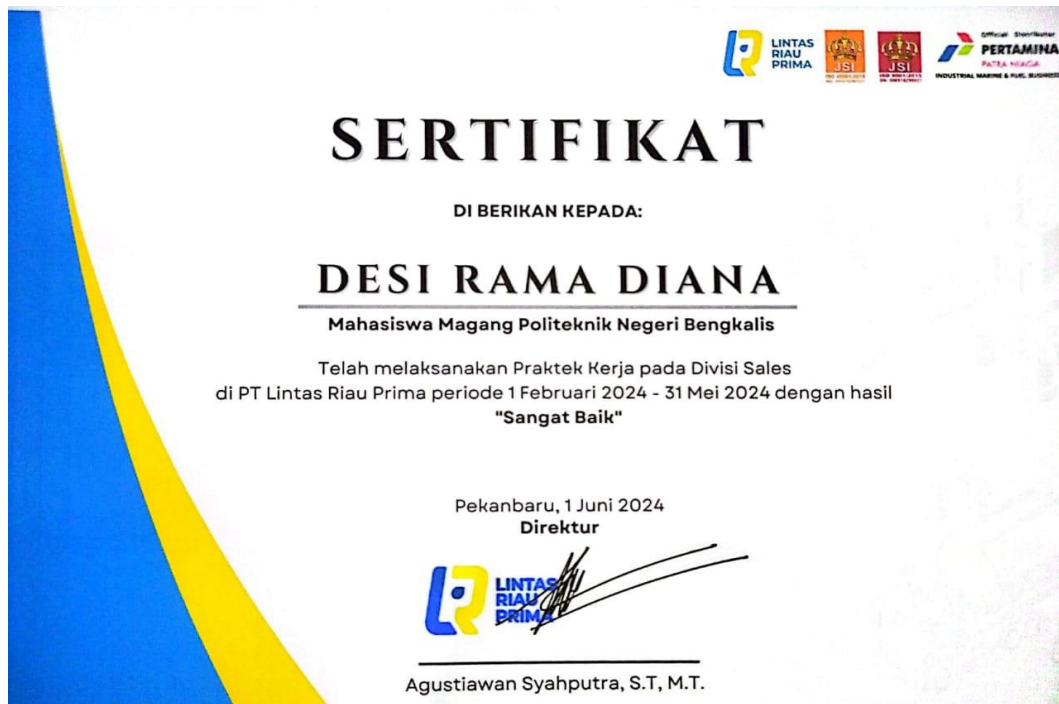 LINTAS
RIAU
PRIMA
JSI
JSI
PERTAMINA
PATRA NIAGA
INDUSTRIAL MARINE & FUEL BUSINESS
SERTIFIKAT
DI BERIKAN KEPADA:
DESI RAMA DIANA
Mahasiswa Magang Politeknik Negeri Bengkalis
Telah melaksanakan Praktek Kerja pada Divisi Sales
di PT Lintas Riau Prima periode 1 Februari 2024 - 31 Mei 2024 dengan hasil
"Sangat Baik"
Pekanbaru, 1 Juni 2024
Direktur
LINTAS
RIAU
PRIMA
Agustiawan Syahputra, S.T, M.T.